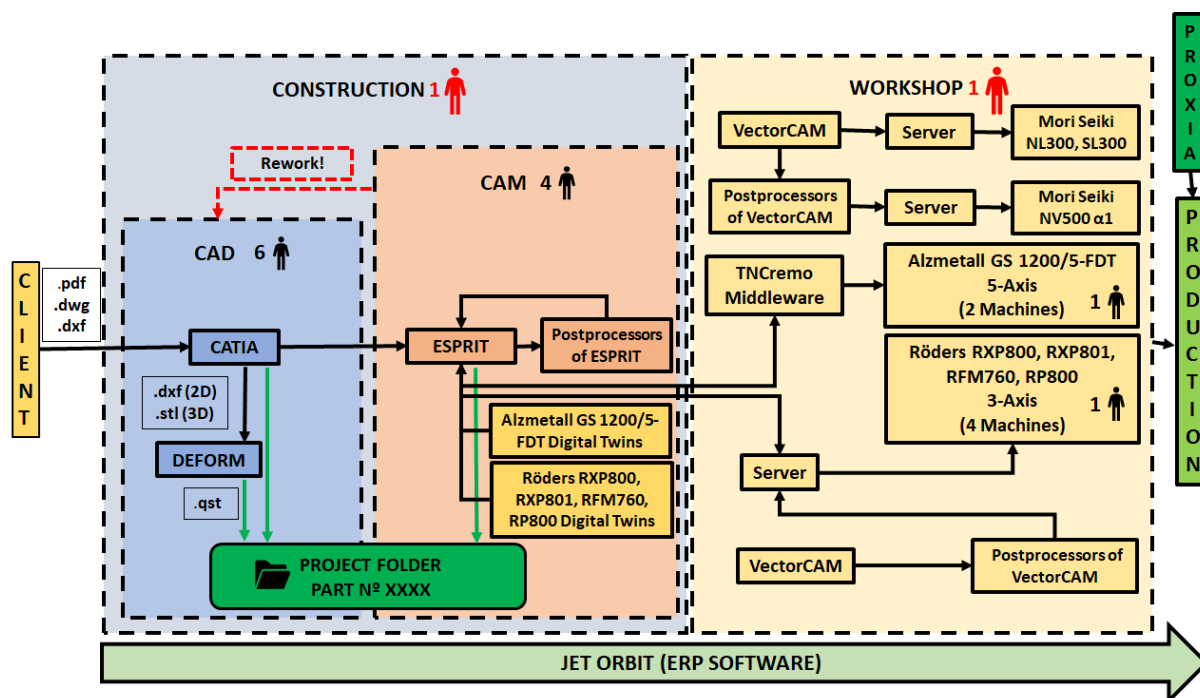 CLIENT
.pdf
.dwg
.dxf
CONSTRUCTION 1
Rework!
CAD 6
CATIA
.dxf (2D)
.stl (3D)
DEFORM
.qst
CAM 4
ESPRIT
Postprocessors
of ESPRIT
Alzmetall GS 1200/5-
FDT Digital Twins
Röders RXP800,
RXP801, RFM760,
RP800 Digital Twins
PROJECT FOLDER
PART Nº XXXX
WORKSHOP 1
VectorCAM
Server
Mori Seiki
NL300, SL300
Postprocessors
of VectorCAM
Server
Mori Seiki
NV500 α1
TNCremo
Middleware
Alzmetall GS 1200/5-FDT
5-Axis
(2 Machines) 1
Röders RXP800, RXP801,
RFM760, RP800
3-Axis
(4 Machines) 1
Server
VectorCAM
Postprocessors of
VectorCAM
PROXIA
PRODUCTION
JET ORBIT (ERP SOFTWARE)